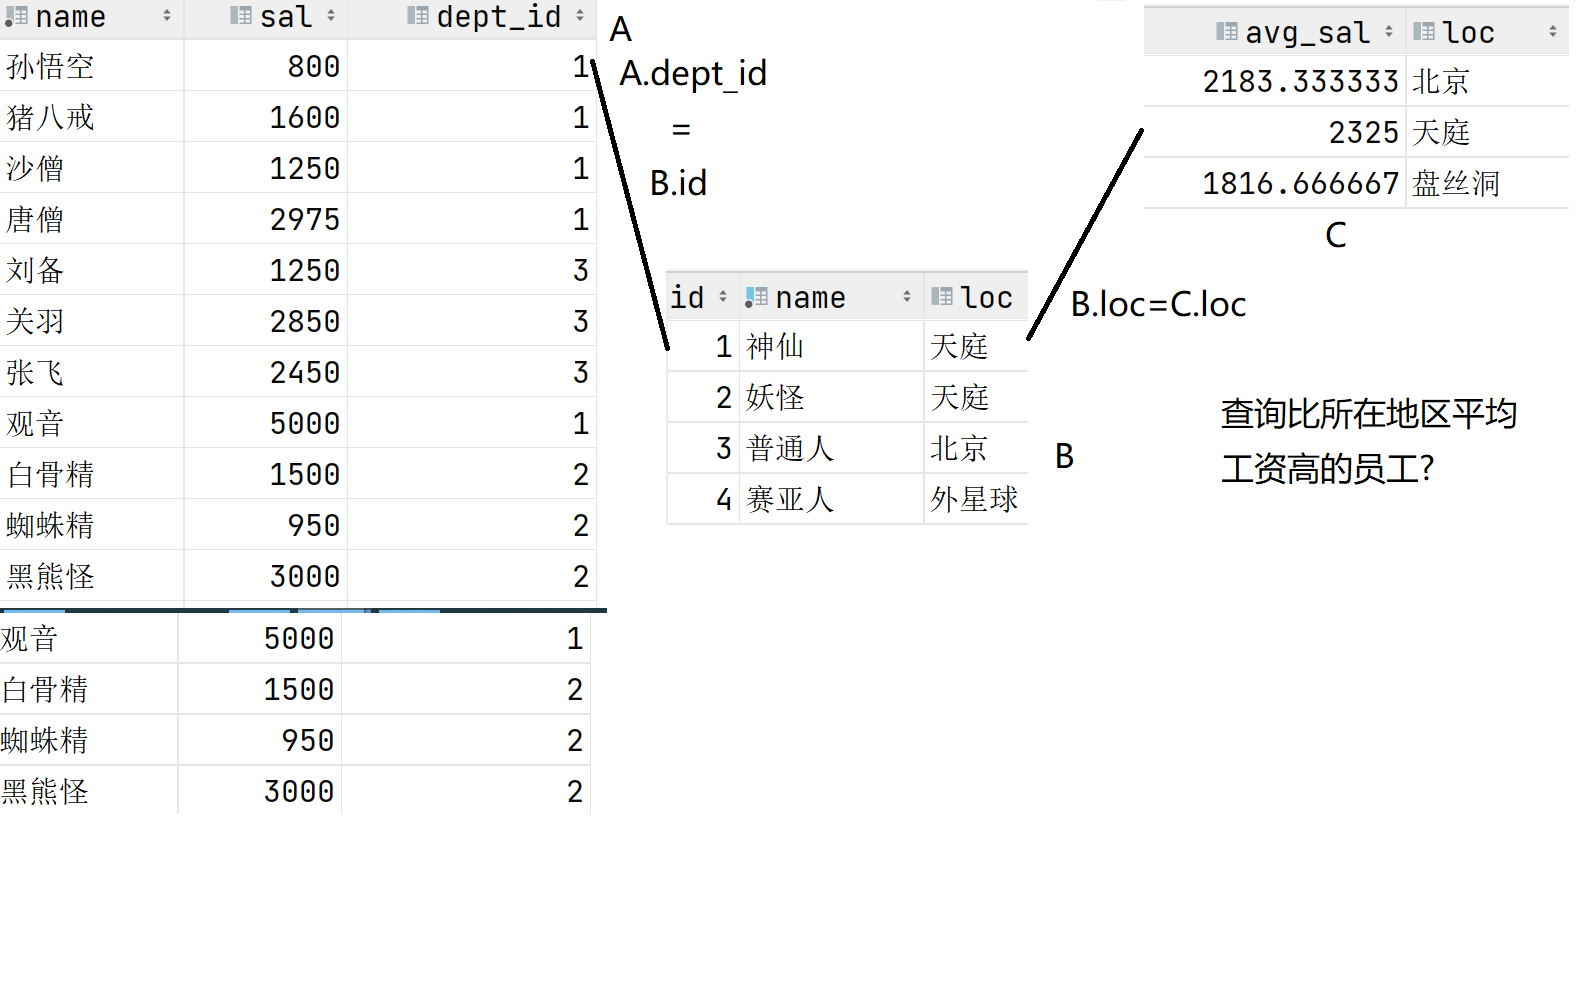 name sal dept_id
孙悟空 800 1
猪八戒 1600 1
沙僧 1250 1
唐僧 2975 1
刘备 1250 3
关羽 2850 3
张飞 2450 3
观音 5000 1
白骨精 1500 2
蜘蛛精 950 2
黑熊怪 3000 2
观音 5000 1
白骨精 1500 2
蜘蛛精 950 2
黑熊怪 3000 2
A
A.dept_id
=
B.id
id name loc
1 神仙 天庭
2 妖怪 天庭
3 普通人 北京
4 赛亚人 外星球
B
avg_sal loc
2183.333333 北京
2325 天庭
1816.666667 盘丝洞
C
B.loc=C.loc
查询比所在地区平均
工资高的员工?